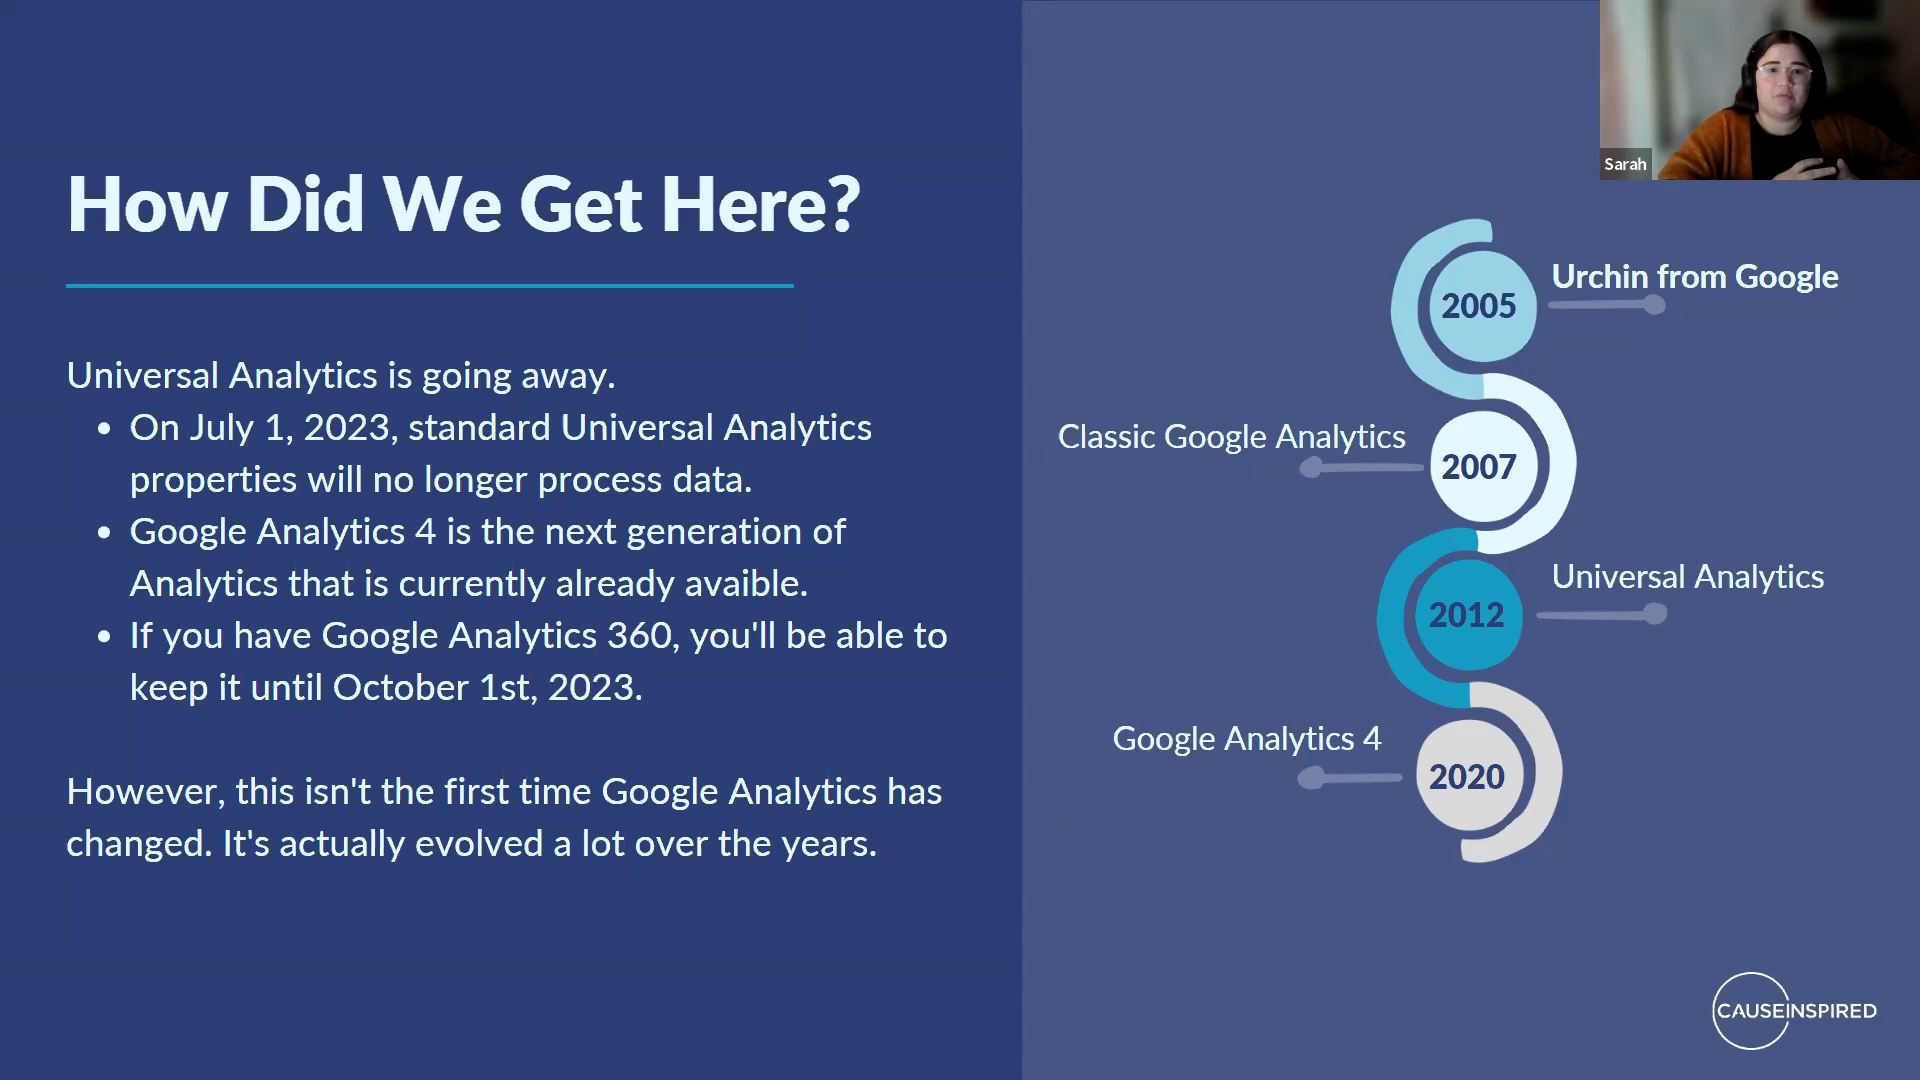 How Did We Get Here?
Universal Analytics is going away.
• On July 1, 2023, standard Universal Analytics
properties will no longer process data.
• Google Analytics 4 is the next generation of
Analytics that is currently already avaible.
• If you have Google Analytics 360, you'll be able to
keep it until October 1st, 2023.
However, this isn't the first time Google Analytics has
changed. It's actually evolved a lot over the years.
Sarah
2005
Urchin from Google
Classic Google Analytics
2007
2012
Universal Analytics
Google Analytics 4
2020
CAUSEINSPIRED